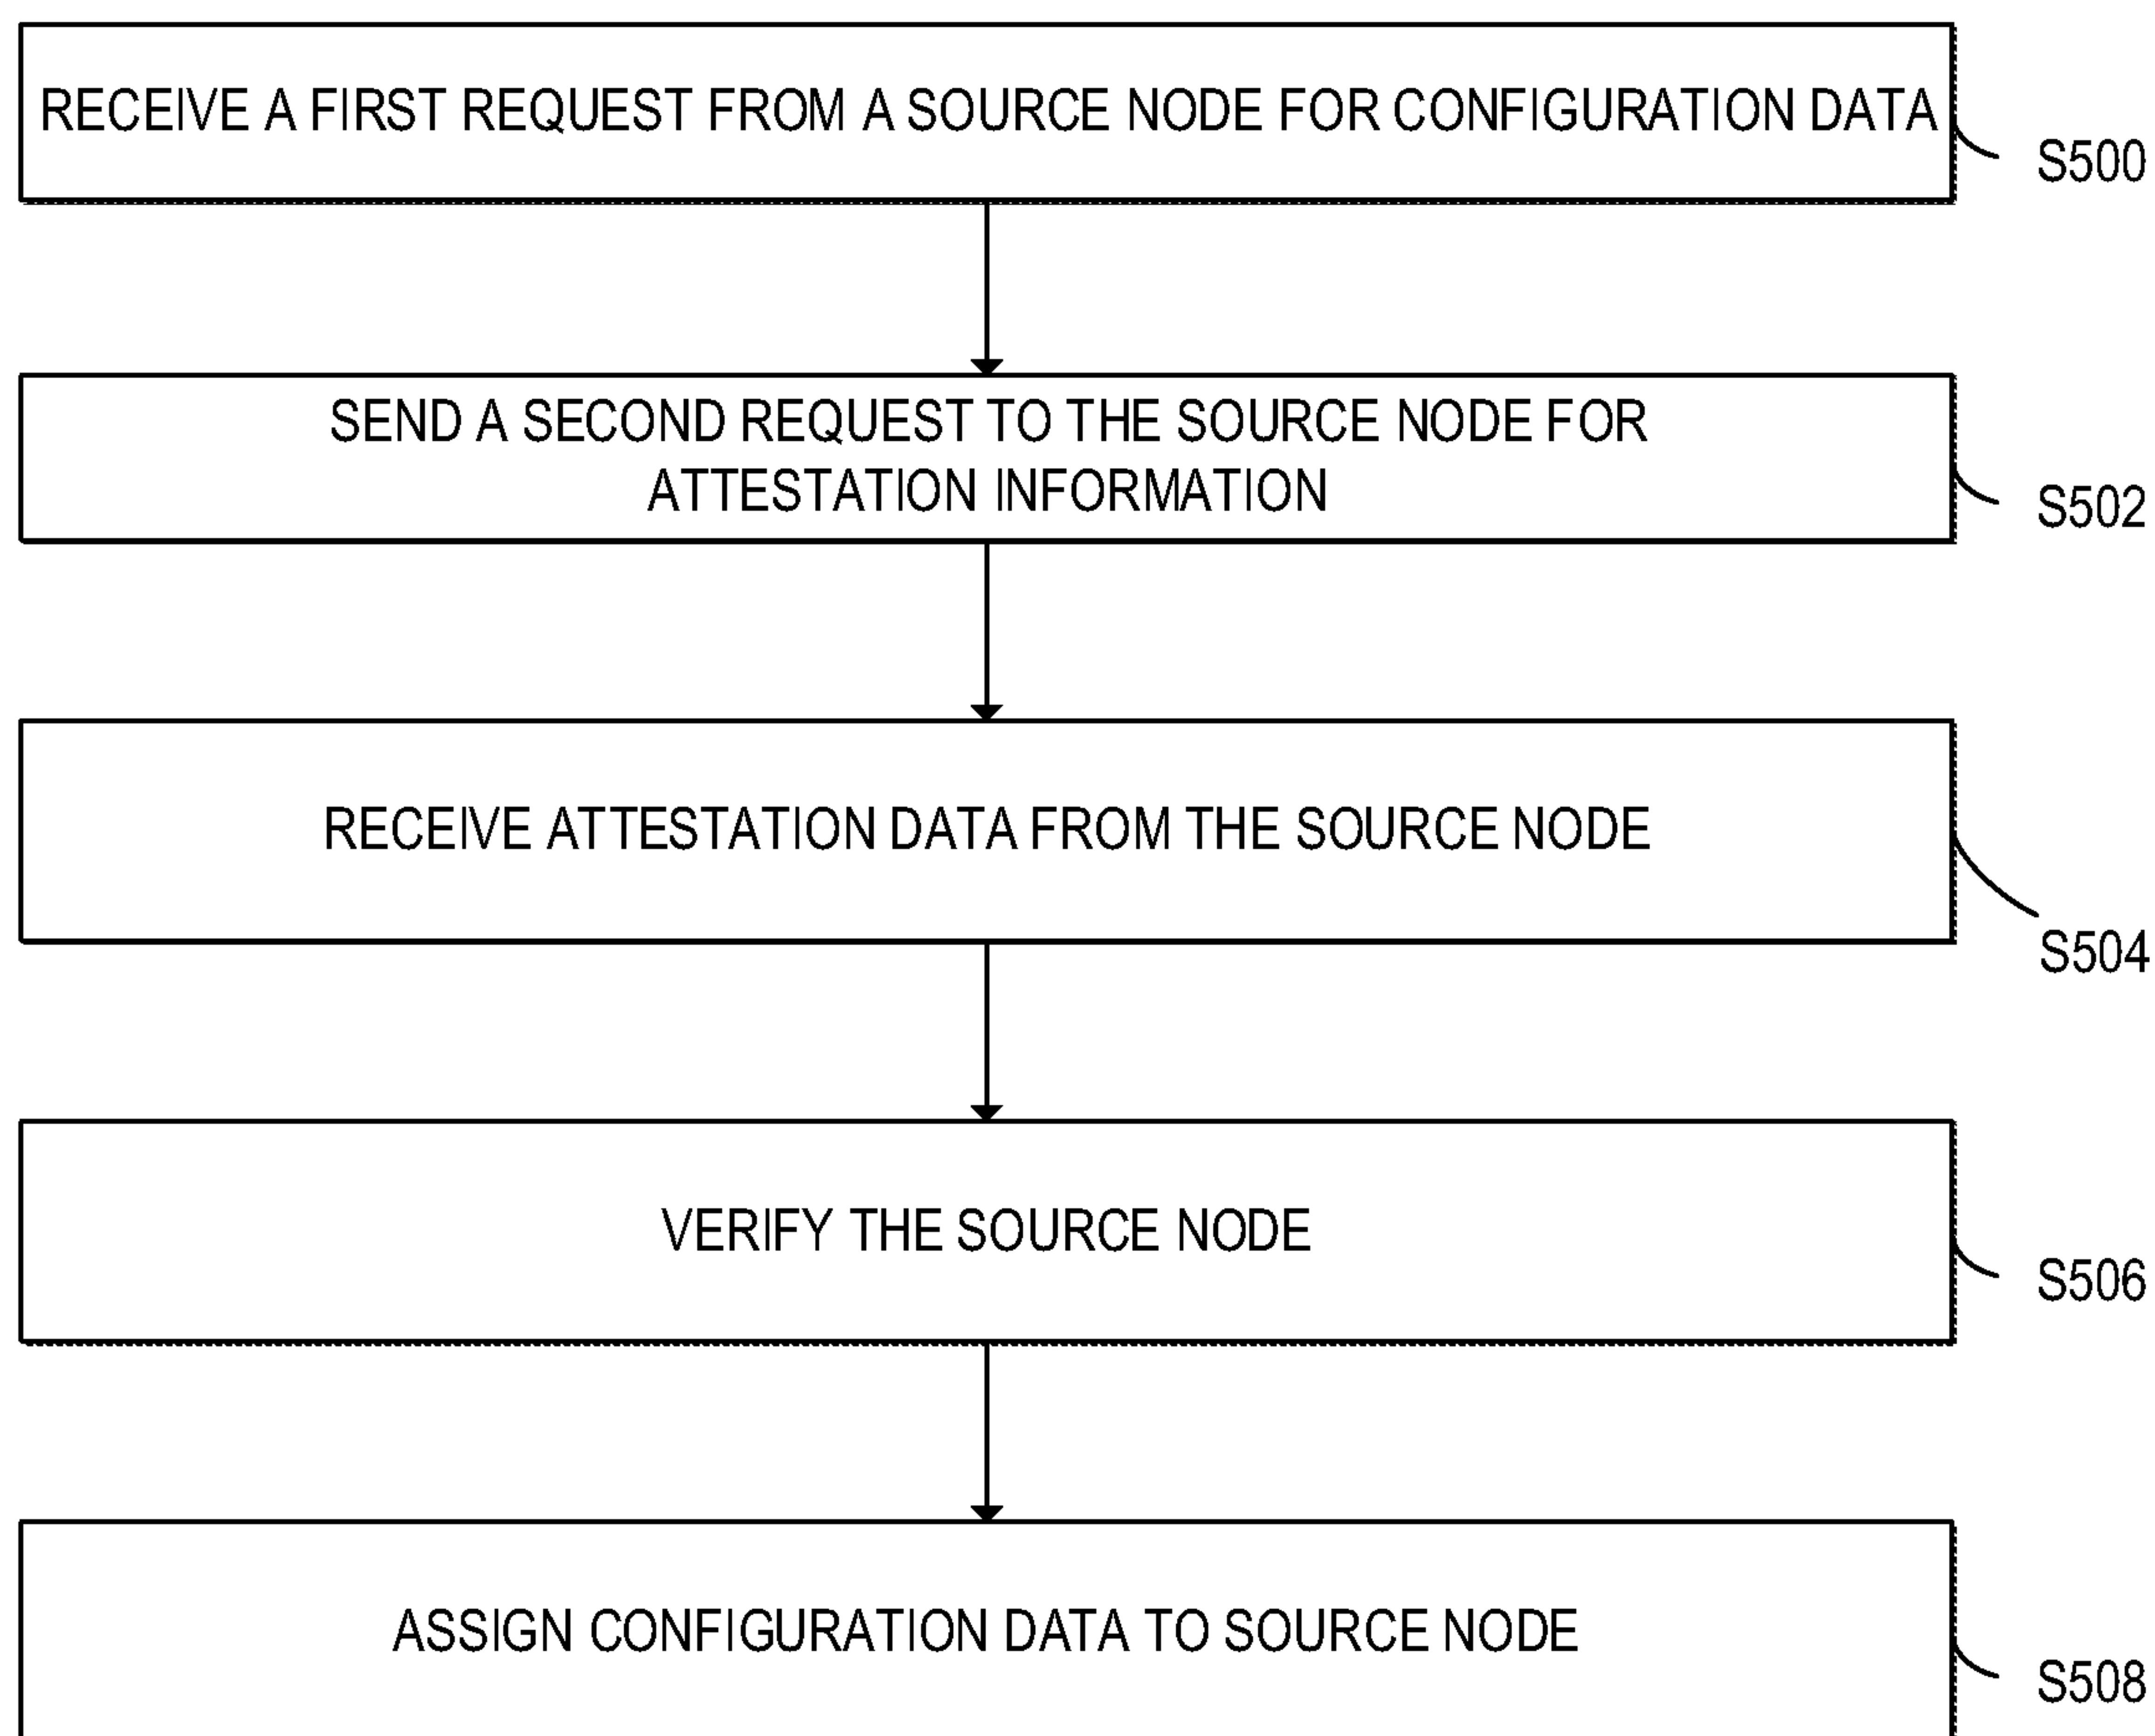 RECEIVE A FIRST REQUEST FROM A SOURCE NODE FOR CONFIGURATION DATA
S500
SEND A SECOND REQUEST TO THE SOURCE NODE FOR
ATTESTATION INFORMATION
S502
RECEIVE ATTESTATION DATA FROM THE SOURCE NODE
S504
VERIFY THE SOURCE NODE
S506
ASSIGN CONFIGURATION DATA TO SOURCE NODE
S508